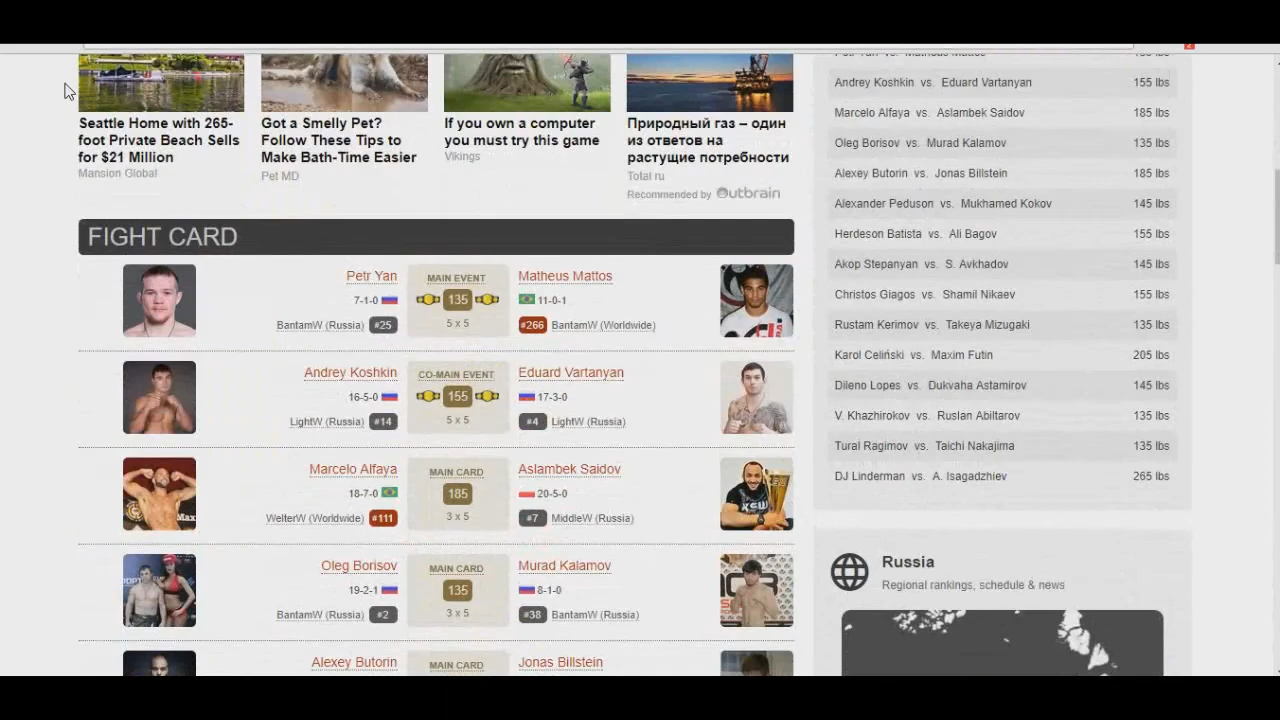 Seattle Home with 265-
foot Private Beach Sells
for $21 Million
Mansion Global
Got a Smelly Pet?
Follow These Tips to
Make Bath-Time Easier
Pet MD
If you own a computer
you must try this game
Vikings
Природный газ – один
из ответов на
растущие потребности
Total ru
Recommended by Outbrain
FIGHT CARD
Petr Yan
7-1-0
BantamW (Russia) #25
MAIN EVENT
135
5 x 5
Matheus Mattos
11-0-1
#266 BantamW (Worldwide)
Andrey Koshkin
16-5-0
LightW (Russia) #14
CO-MAIN EVENT
155
5 x 5
Eduard Vartanyan
17-3-0
#4 LightW (Russia)
Marcelo Alfaya
18-7-0
WelterW (Worldwide) #111
MAIN CARD
185
3 x 5
Aslambek Saidov
20-5-0
#7 MiddleW (Russia)
Oleg Borisov
19-2-1
BantamW (Russia) #2
MAIN CARD
135
3 x 5
Murad Kalamov
8-1-0
#38 BantamW (Russia)
Alexey Butorin
MAIN CARD
Jonas Billstein
Andrey Koshkin vs. Eduard Vartanyan 155 lbs
Marcelo Alfaya vs. Aslambek Saidov 185 lbs
Oleg Borisov vs. Murad Kalamov 135 lbs
Alexey Butorin vs. Jonas Billstein 185 lbs
Alexander Peduson vs. Mukhamed Kokov 145 lbs
Herdeson Batista vs. Ali Bagov 155 lbs
Akop Stepanyan vs. S. Avkhadov 145 lbs
Christos Giagos vs. Shamil Nikaev 155 lbs
Rustam Kerimov vs. Takeya Mizugaki 135 lbs
Karol Celiński vs. Maxim Futin 205 lbs
Dileno Lopes vs. Dukvaha Astamirov 145 lbs
V. Khazhirokov vs. Ruslan Abiltarov 135 lbs
Tural Ragimov vs. Taichi Nakajima 135 lbs
DJ Linderman vs. A. Isagadzhiev 265 lbs
Russia
Regional rankings, schedule & news